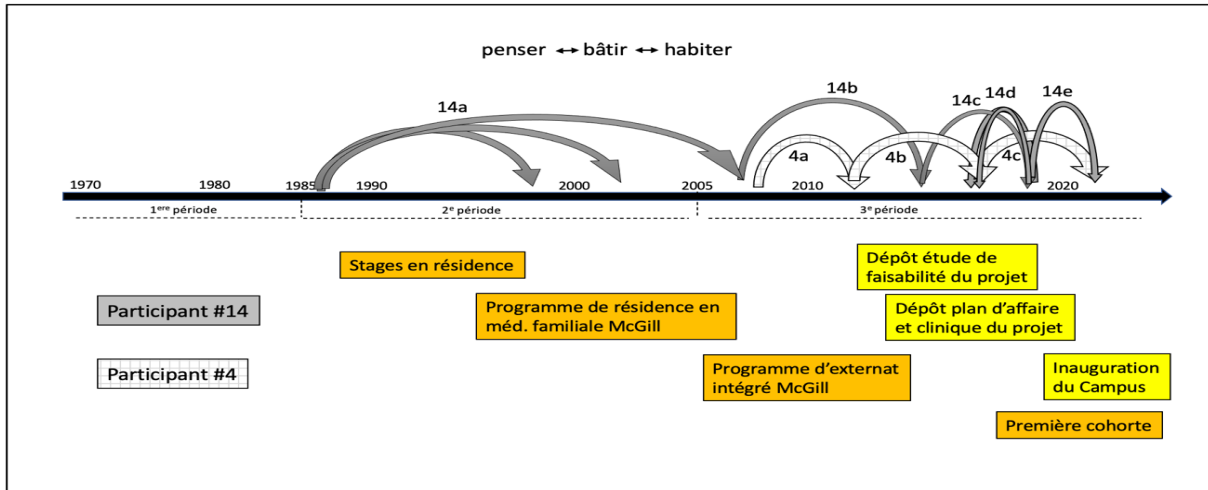 penser ↔ bâtir ↔ habiter
14a
14b
14c
14d
14e
4a
4b
4c
1970
1980
1985
1990
2000
2005
2010
2020
1ere période
2e période
3e période
Stages en résidence
Dépôt étude de
faisabilité du projet
Participant #14
Programme de résidence en
méd. familiale McGill
Dépôt plan d’affaire
et clinique du projet
Participant #4
Programme d’externat
intégré McGill
Inauguration
du Campus
Première cohorte